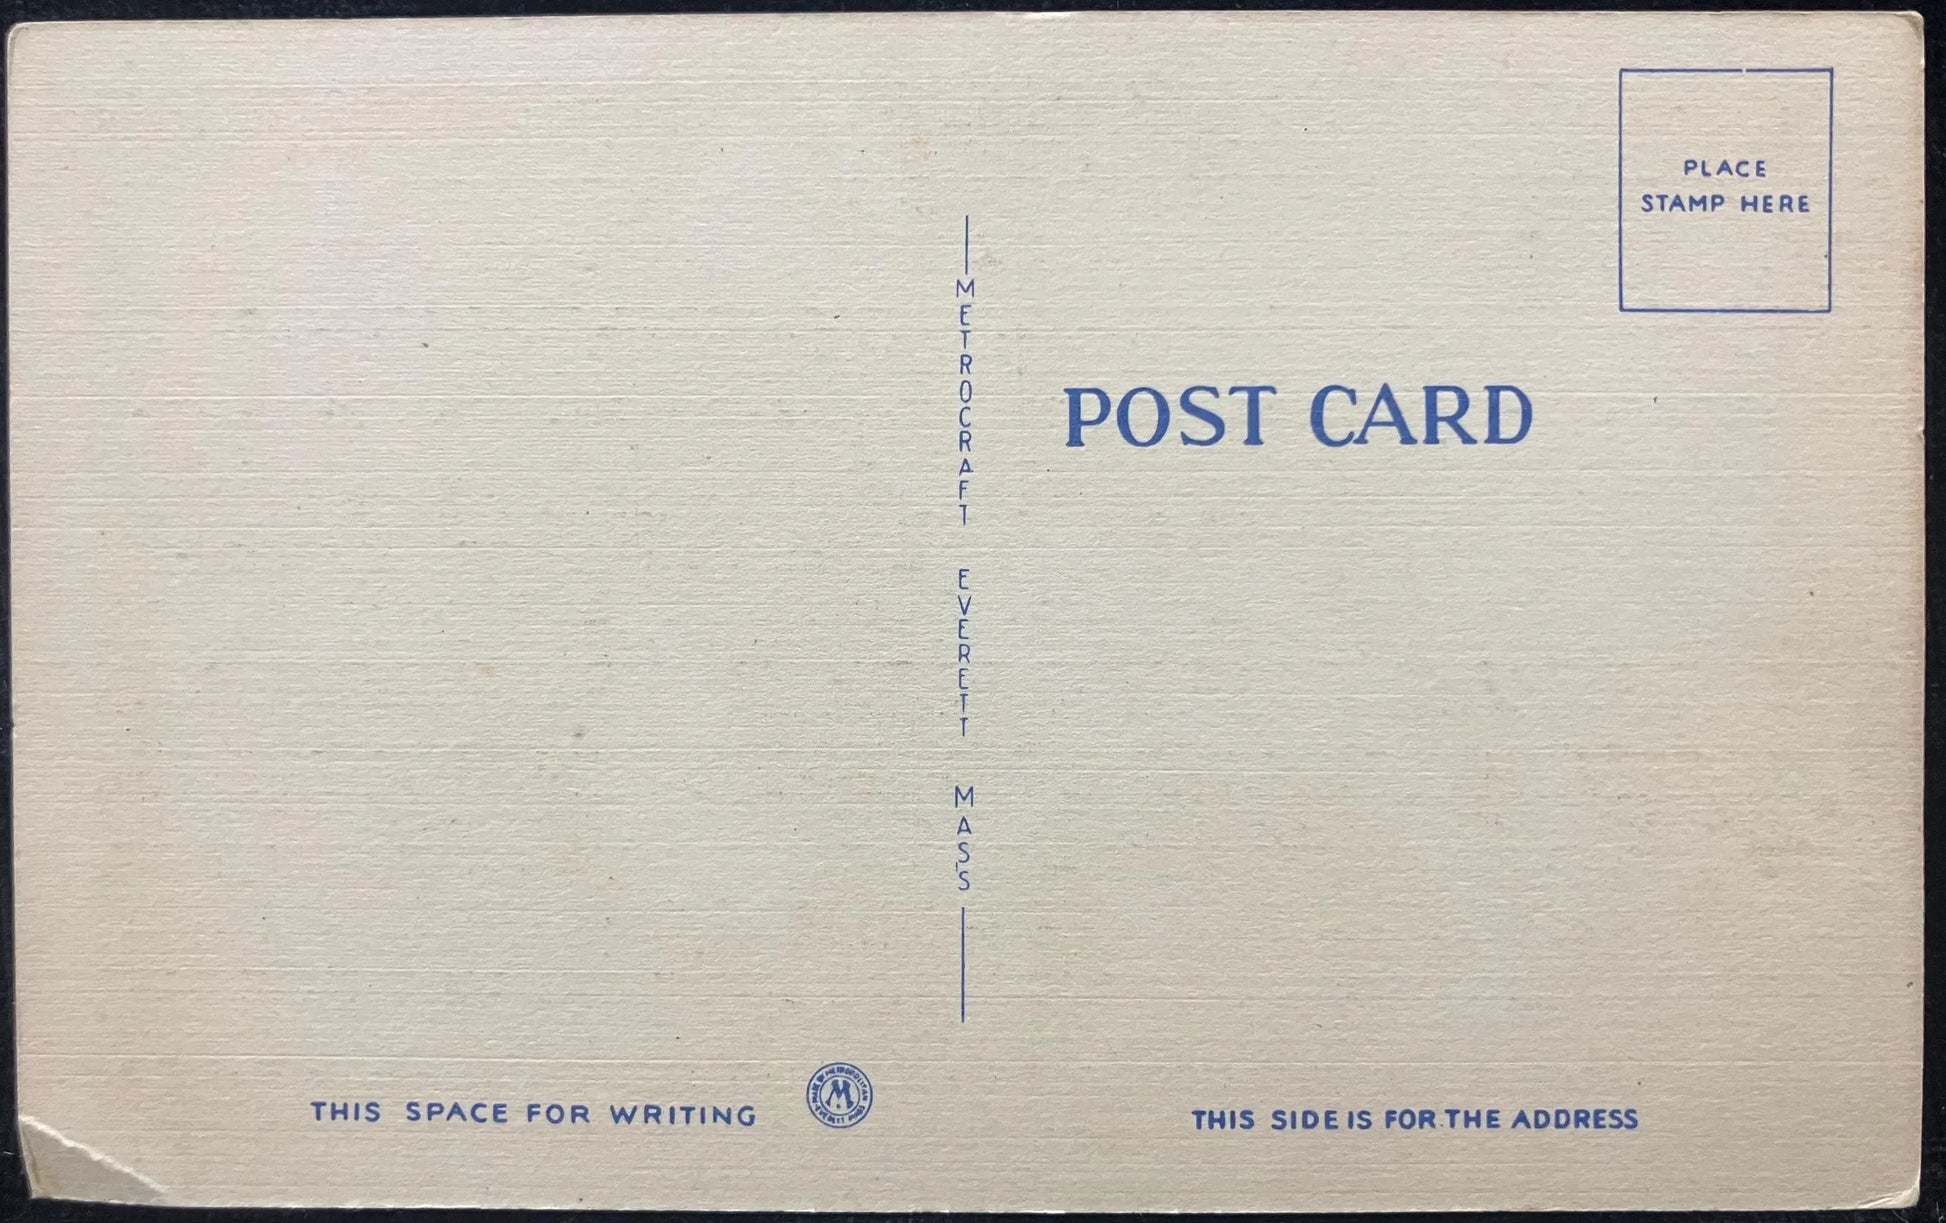 PLACE
STAMP HERE
METROCRAFT EVERETT MASS
POST CARD
THIS SPACE FOR WRITING
M
THIS SIDE IS FOR THE ADDRESS